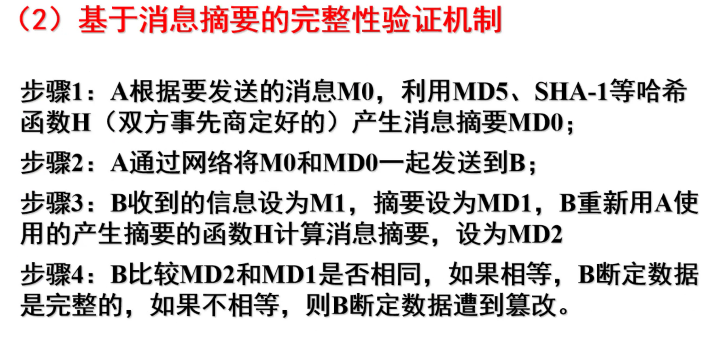 （2）基于消息摘要的完整性验证机制
步骤1：A根据要发送的消息M0，利用MD5、SHA-1等哈希
函数H（双方事先商定好的）产生消息摘要MD0；
步骤2：A通过网络将M0和MD0一起发送到B；
步骤3：B收到的信息设为M1，摘要设为MD1，B重新用A使
用的产生摘要的函数H计算消息摘要，设为MD2
步骤4：B比较MD2和MD1是否相同，如果相等，B断定数据
是完整的，如果不相等，则B断定数据遭到篡改。